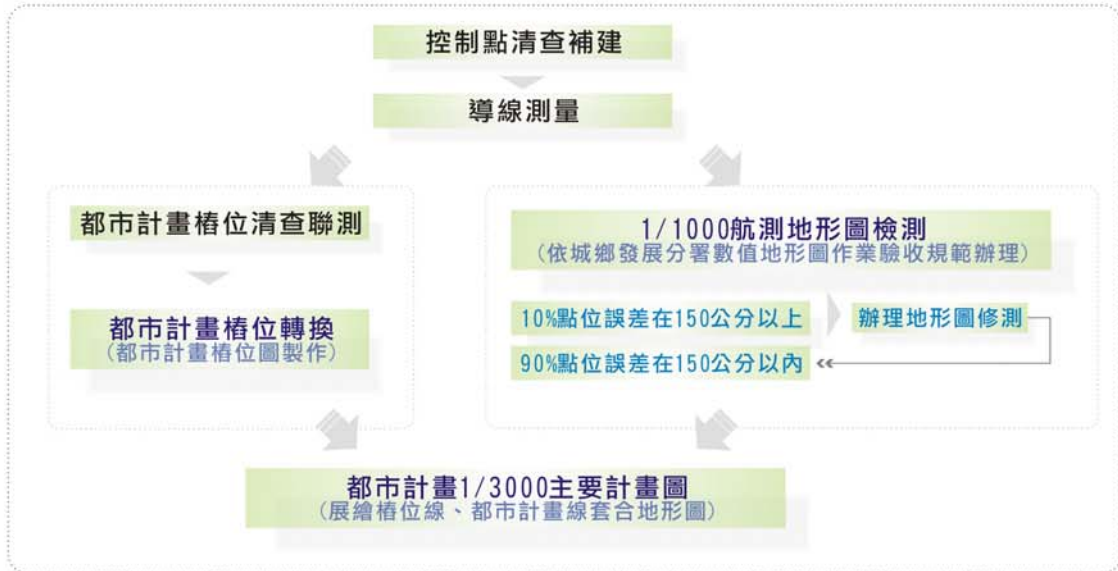 控制點清查補建
導線測量
都市計畫樁位清查聯測
都市計畫樁位轉換
(都市計畫樁位圖製作)
1/1000航測地形圖檢測
(依城鄉發展分署數值地形圖作業驗收規範辦理)
10%點位誤差在150公分以上
辦理地形圖修測
90%點位誤差在150公分以內
都市計畫1/3000主要計畫圖
(展繪樁位線、都市計畫線套合地形圖)